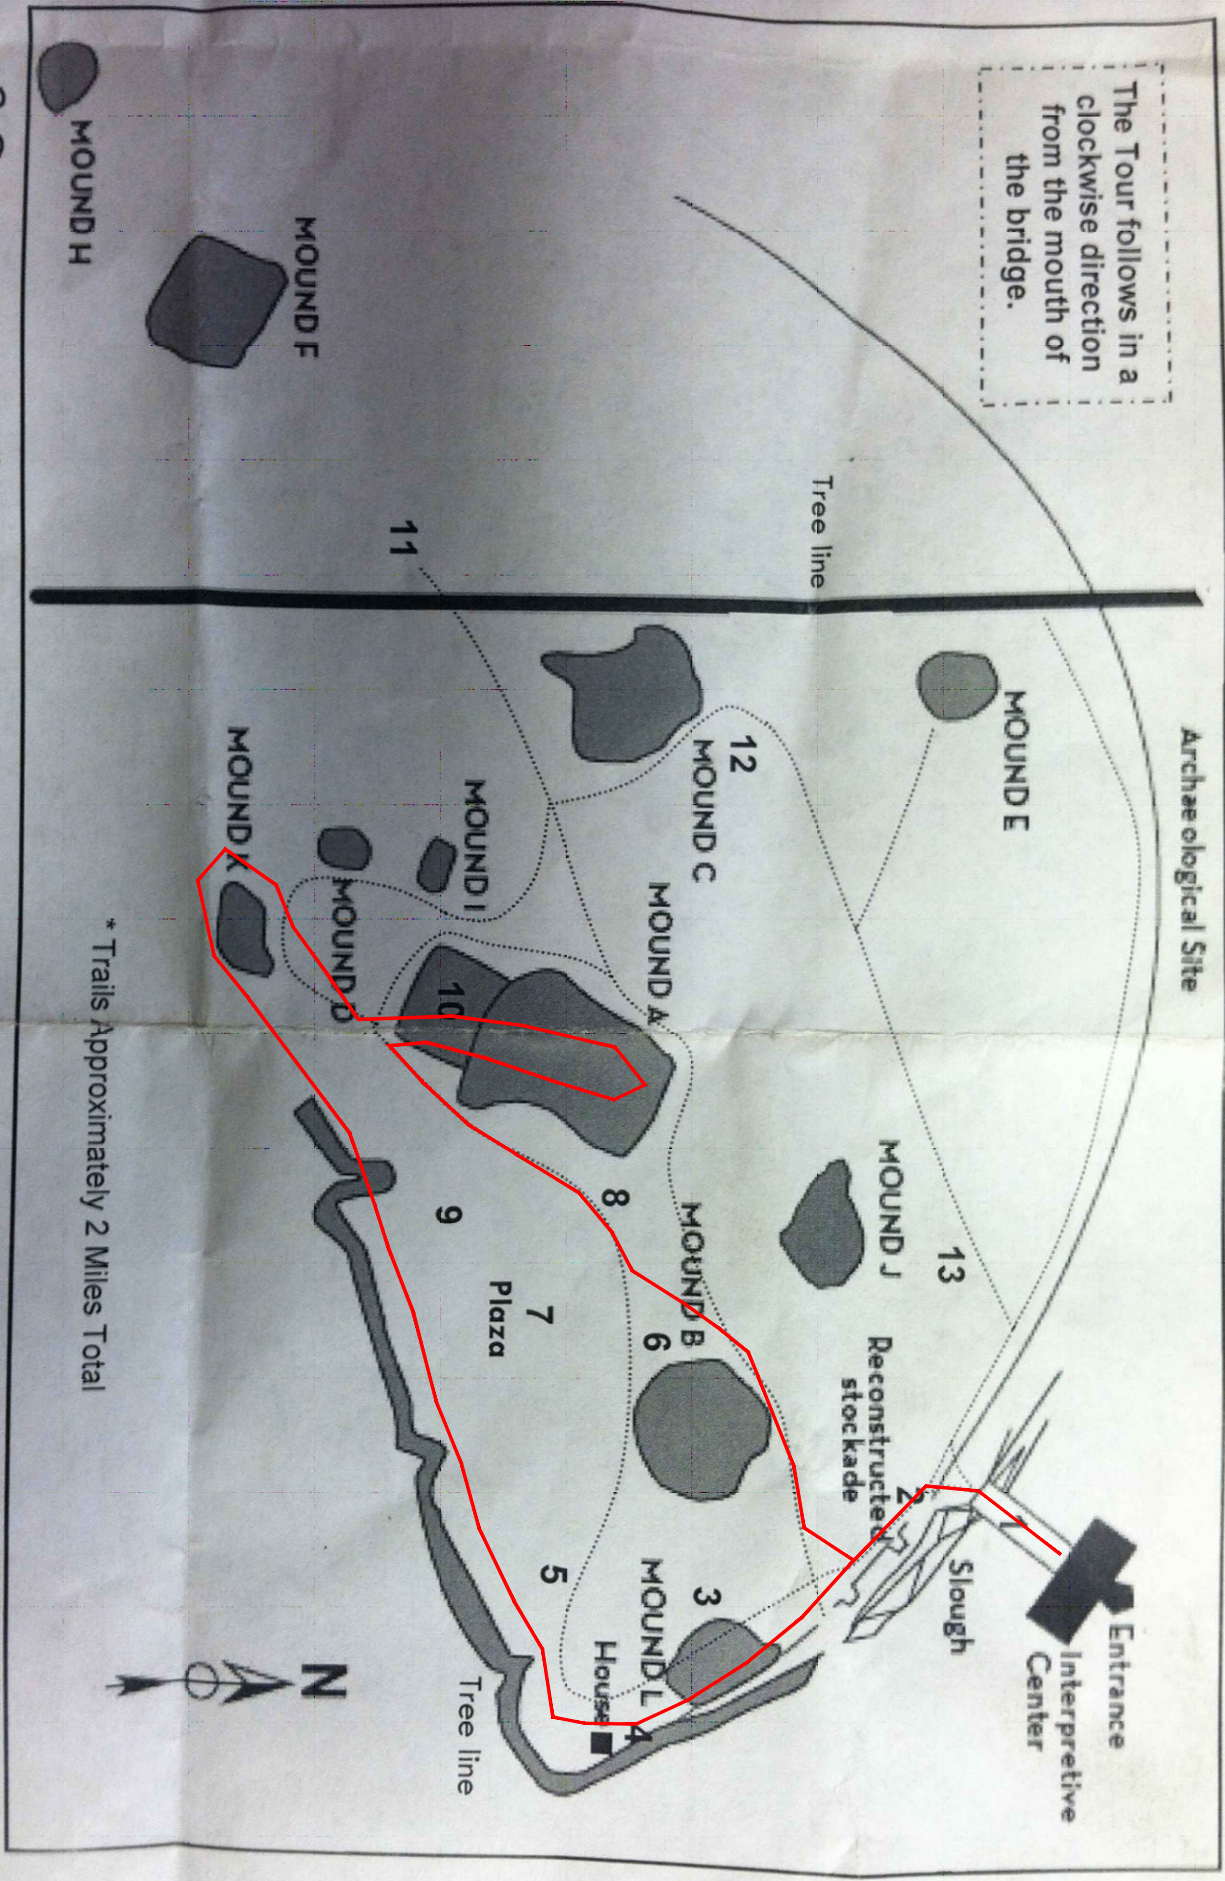 The Tour follows in a
clockwise direction
from the mouth of
the bridge.
Archaeological Site
Entrance
Interpretive
Center
1
Slough
2
Reconstructed
stockade
13
MOUND E
MOUND J
Tree line
12
MOUND C
MOUND A
MOUND B
6
3
MOUND L
4
House
5
8
7
Plaza
9
10
MOUND I
11
MOUND D
MOUND K
MOUND F
MOUND H
Tree line
N
* Trails Approximately 2 Miles Total